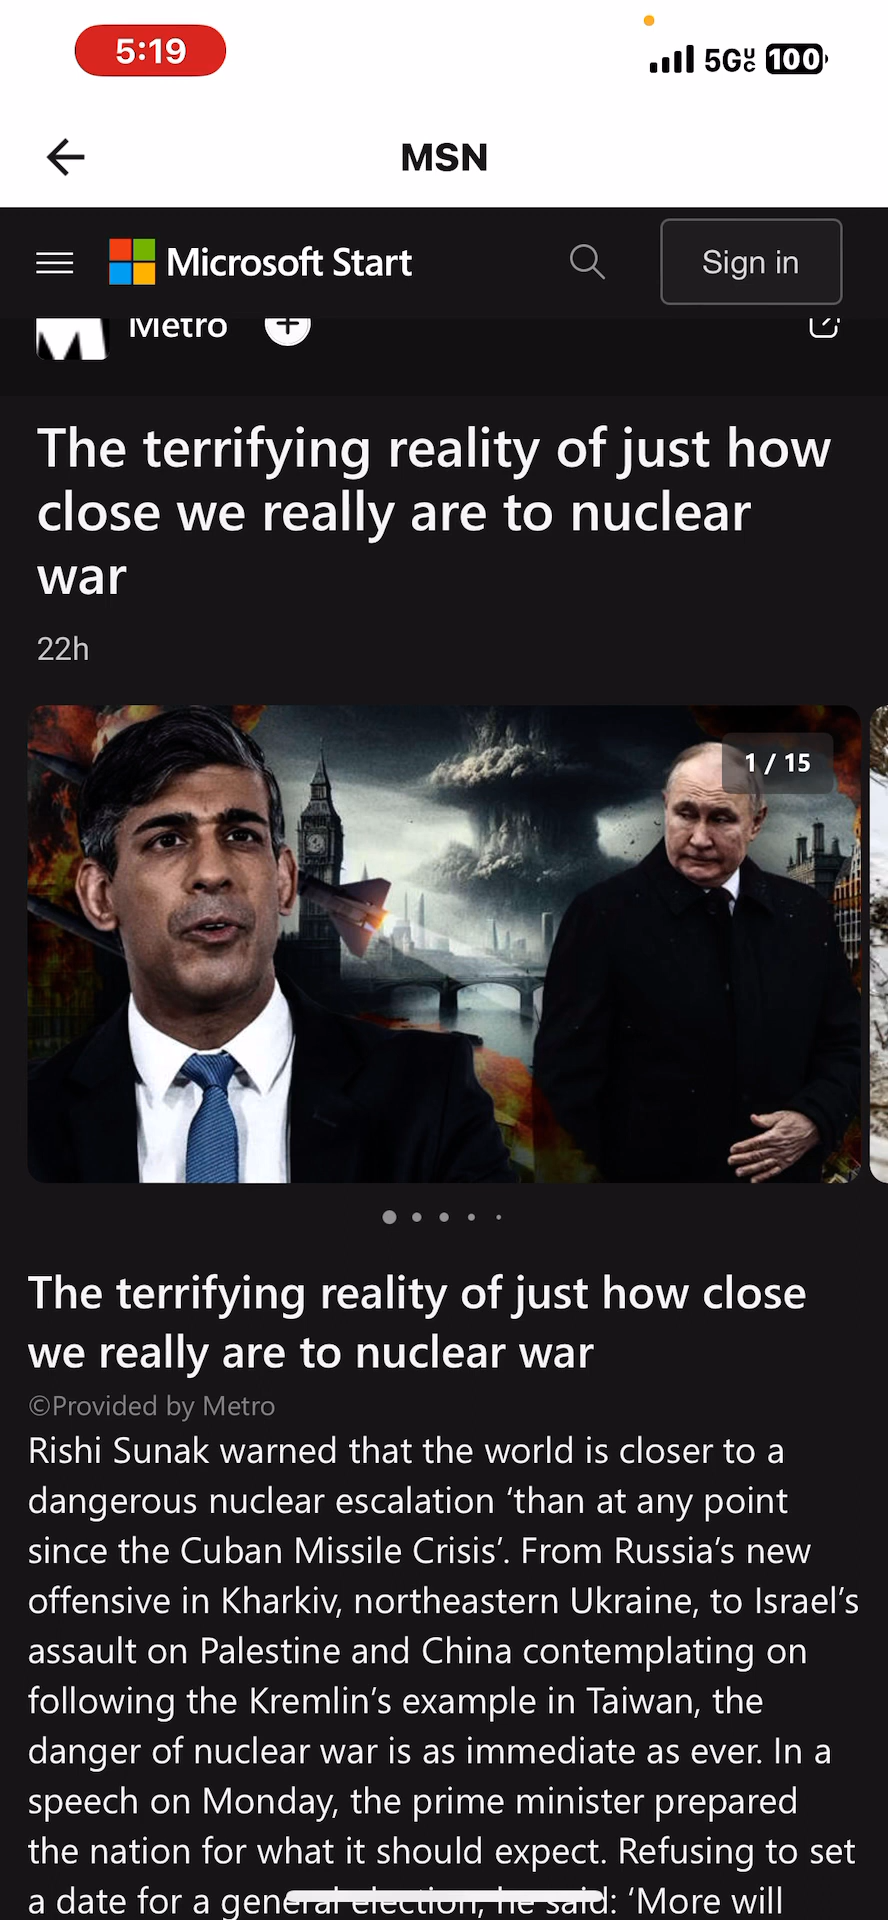 5:19
5G UC 100
MSN
Microsoft Start
Sign in
Metro
The terrifying reality of just how
close we really are to nuclear
war
22h
1 / 15
The terrifying reality of just how close
we really are to nuclear war
©Provided by Metro
Rishi Sunak warned that the world is closer to a
dangerous nuclear escalation ‘than at any point
since the Cuban Missile Crisis’. From Russia’s new
offensive in Kharkiv, northeastern Ukraine, to Israel’s
assault on Palestine and China contemplating on
following the Kremlin’s example in Taiwan, the
danger of nuclear war is as immediate as ever. In a
speech on Monday, the prime minister prepared
the nation for what it should expect. Refusing to set
a date for a general election, he said: ‘More will